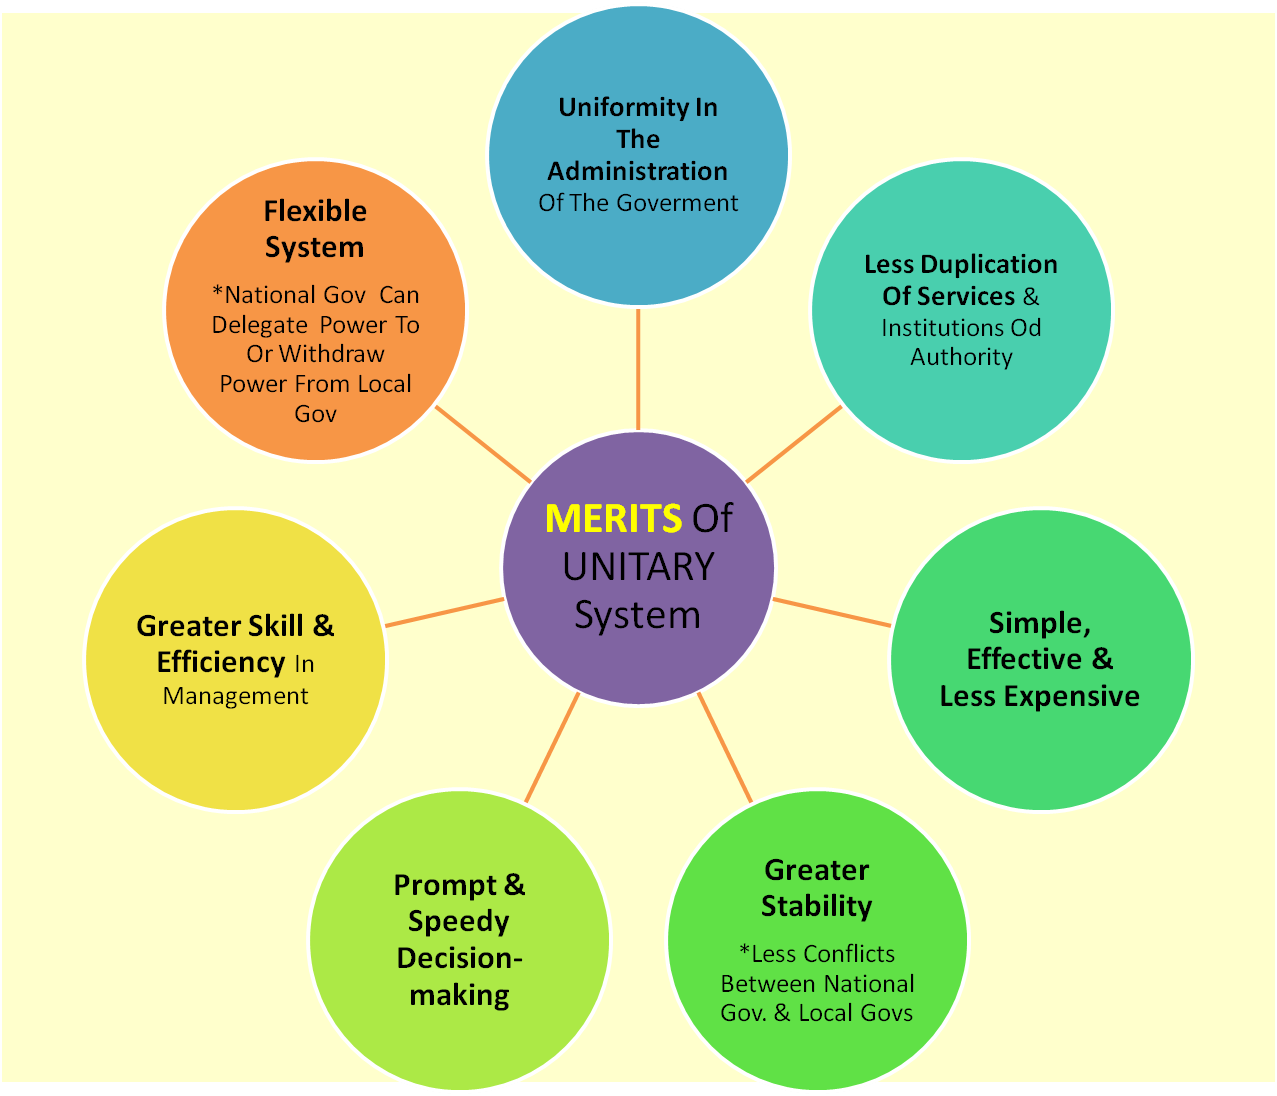 Uniformity In
The
Administration
Of The Goverment
Less Duplication
Of Services &
Institutions Od
Authority
Simple,
Effective &
Less Expensive
Greater
Stability
*Less Conflicts
Between National
Gov. & Local Govs
Prompt &
Speedy
Decision-
making
Greater Skill &
Efficiency In
Management
Flexible
System
*National Gov  Can
Delegate  Power To
Or Withdraw
Power From Local
Gov
MERITS Of
UNITARY
System